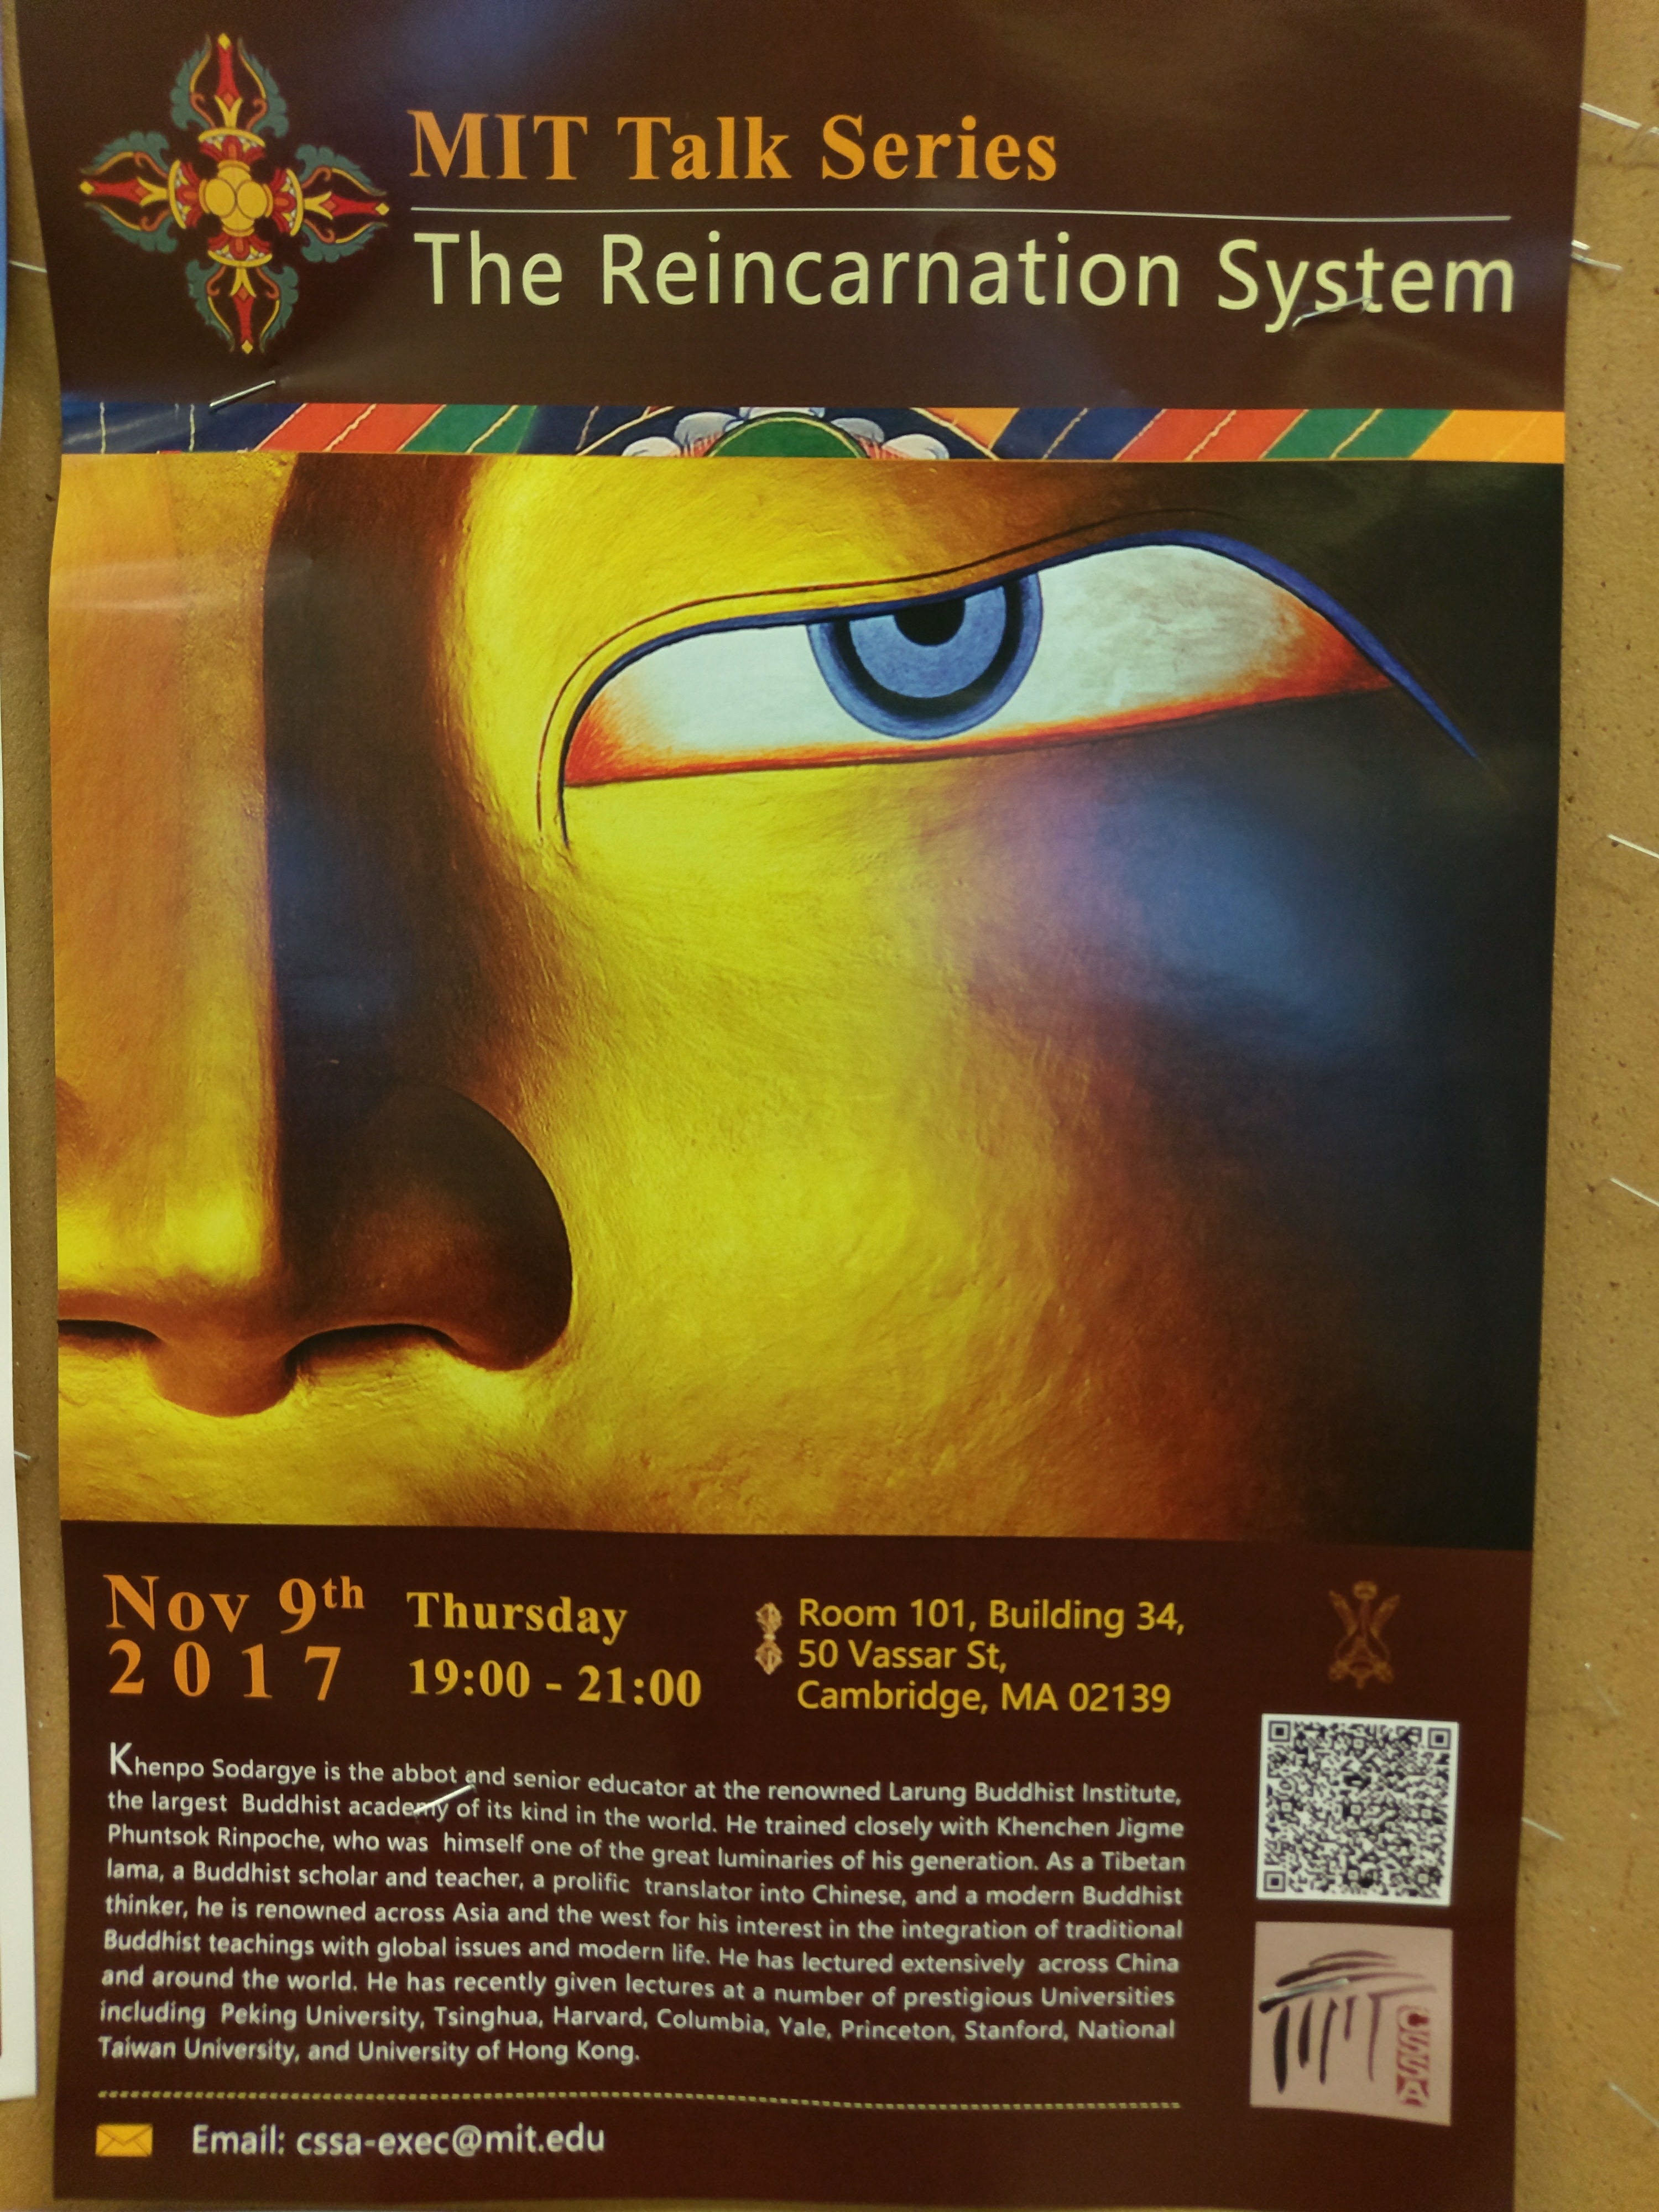 MIT Talk Series
The Reincarnation System
Nov 9th
2017
Thursday
19:00 - 21:00
Room 101, Building 34,
50 Vassar St,
Cambridge, MA 02139
Khenpo Sodargye is the abbot and senior educator at the renowned Larung Buddhist Institute,
the largest Buddhist academy of its kind in the world. He trained closely with Khenchen Jigme
Phuntsok Rinpoche, who was himself one of the great luminaries of his generation. As a Tibetan
lama, a Buddhist scholar and teacher, a prolific translator into Chinese, and a modern Buddhist
thinker, he is renowned across Asia and the west for his interest in the integration of traditional
Buddhist teachings with global issues and modern life. He has lectured extensively across China
and around the world. He has recently given lectures at a number of prestigious Universities
including Peking University, Tsinghua, Harvard, Columbia, Yale, Princeton, Stanford, National
Taiwan University, and University of Hong Kong.
CSSA
Email: cssa-exec@mit.edu